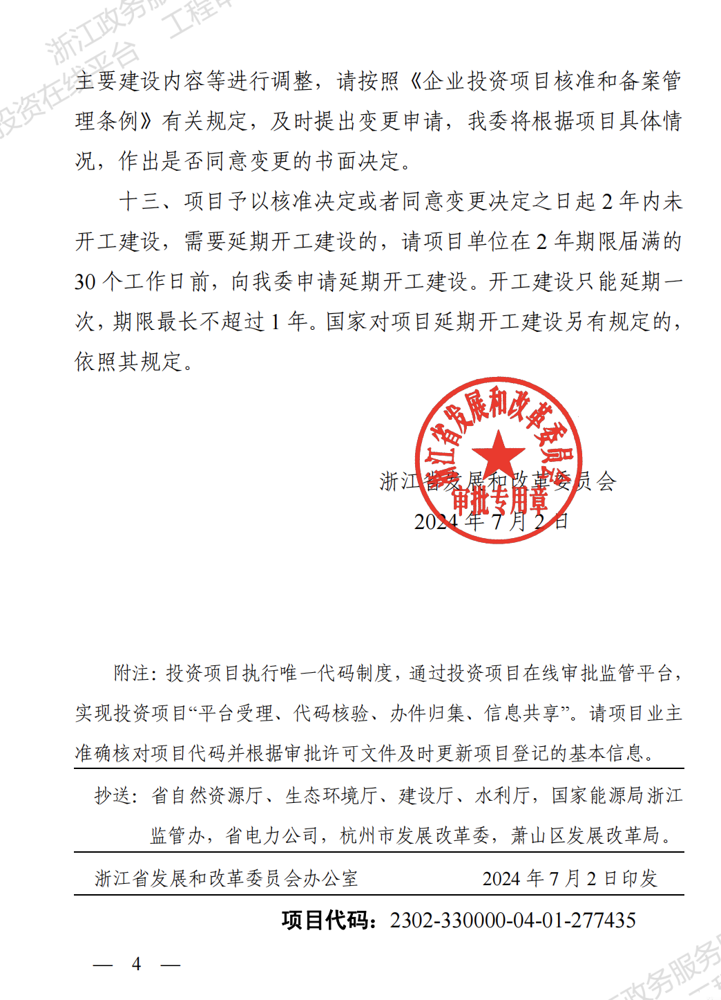 浙江政务服
工程审
投资在线平台
主要建设内容等进行调整，请按照《企业投资项目核准和备案管
理条例》有关规定，及时提出变更申请，我委将根据项目具体情
况，作出是否同意变更的书面决定。
十三、项目予以核准决定或者同意变更决定之日起 2 年内未
开工建设，需要延期开工建设的，请项目单位在 2 年期限届满的
30 个工作日前，向我委申请延期开工建设。开工建设只能延期一
次，期限最长不超过 1 年。国家对项目延期开工建设另有规定的，
依照其规定。
浙江省发展和改革委员会
审批专用章
浙江省发展和改革委员会
2024 年 7 月 2 日
附注：投资项目执行唯一代码制度，通过投资项目在线审批监管平台，
实现投资项目“平台受理、代码核验、办件归集、信息共享”。请项目业主
准确核对项目代码并根据审批许可文件及时更新项目登记的基本信息。
抄送：省自然资源厅、生态环境厅、建设厅、水利厅，国家能源局浙江
监管办，省电力公司，杭州市发展改革委，萧山区发展改革局。
浙江省发展和改革委员会办公室 2024 年 7 月 2 日印发
项目代码：2302-330000-04-01-277435
— 4 —
政务服务